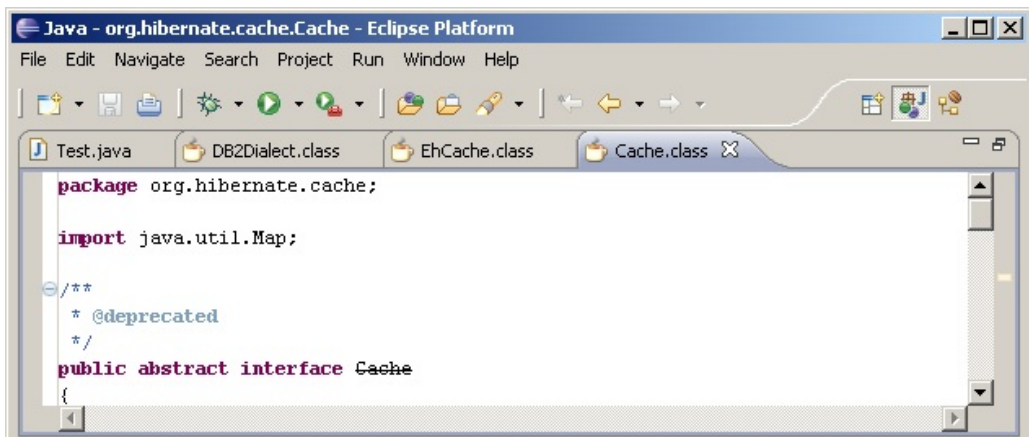 Java - org.hibernate.cache.Cache - Eclipse Platform
File Edit Navigate Search Project Run Window Help
Test.java DB2Dialect.class EhCache.class Cache.class
package org.hibernate.cache;
import java.util.Map;
/**
* @deprecated
*/
public abstract interface Cache
{